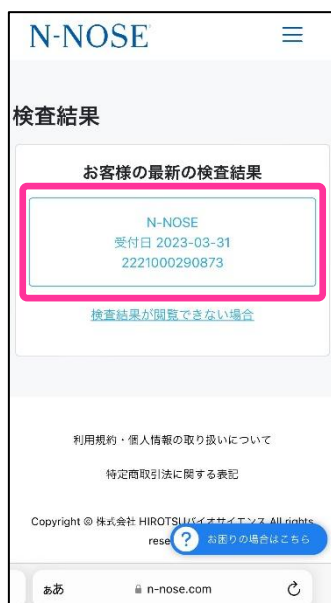 N-NOSE
検査結果
お客様の最新の検査結果
N-NOSE
受付日 2023-03-31
2221000290873
検査結果が閲覧できない場合
利用規約・個人情報の取り扱いについて
特定商取引法に関する表記
Copyright © 株式会社 HIROTSUバイオサイエンス All rights
rese
? お困りの場合はこちら
ぁあ n-nose.com